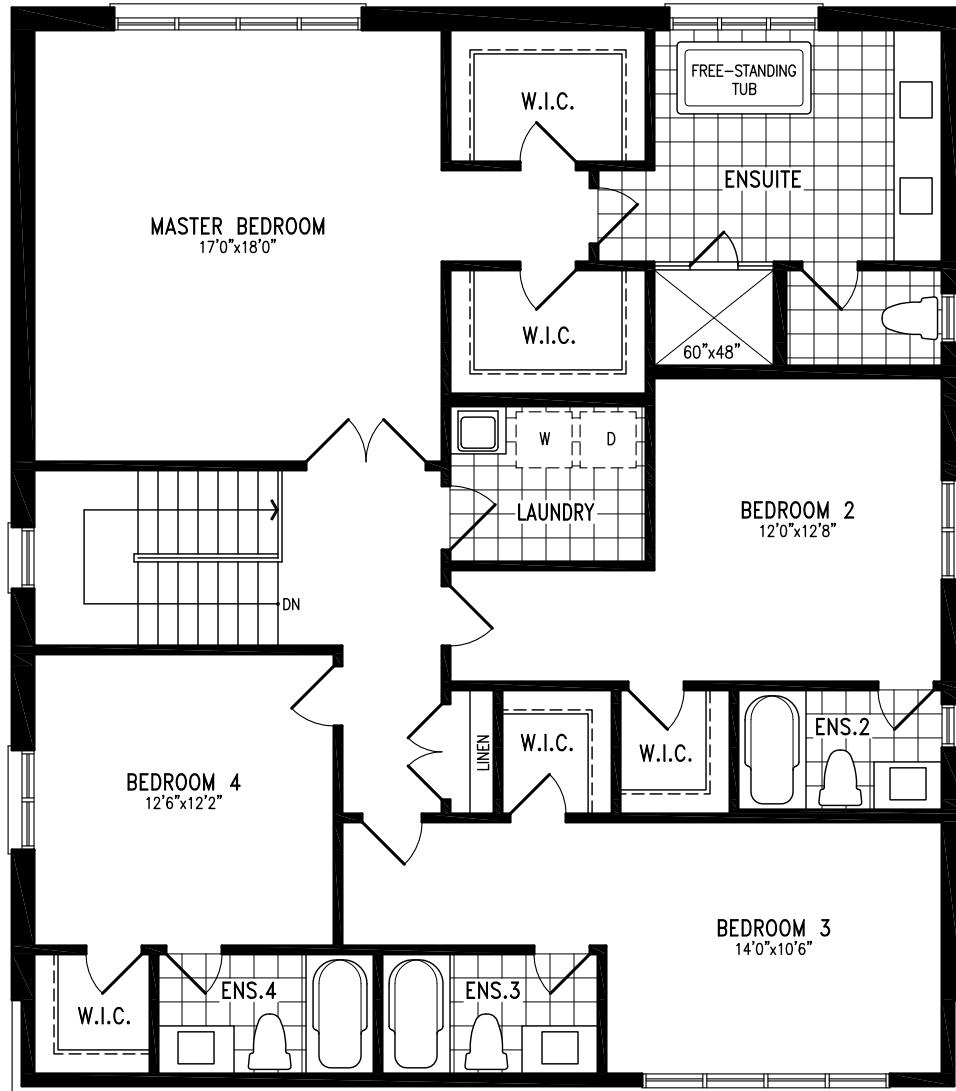 FREE-STANDING
TUB
W.I.C.
ENSUITE
MASTER BEDROOM
17'0"x18'0"
W.I.C.
60"x48"
W
D
LAUNDRY
BEDROOM 2
12'0"x12'8"
DN
LINEN
W.I.C.
W.I.C.
ENS.2
BEDROOM 4
12'6"x12'2"
BEDROOM 3
14'0"x10'6"
W.I.C.
ENS.4
ENS.3